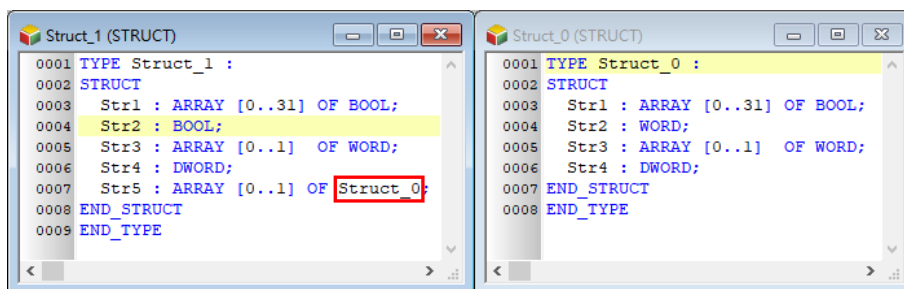 Struct_1 (STRUCT)
0001 TYPE Struct_1 :
0002 STRUCT
0003 Str1 : ARRAY [0..31] OF BOOL;
0004 Str2 : BOOL;
0005 Str3 : ARRAY [0..1]  OF WORD;
0006 Str4 : DWORD;
0007 Str5 : ARRAY [0..1] OF Struct_0;
0008 END_STRUCT
0009 END_TYPE
Struct_0 (STRUCT)
0001 TYPE Struct_0 :
0002 STRUCT
0003 Str1 : ARRAY [0..31] OF BOOL;
0004 Str2 : WORD;
0005 Str3 : ARRAY [0..1]  OF WORD;
0006 Str4 : DWORD;
0007 END_STRUCT
0008 END_TYPE